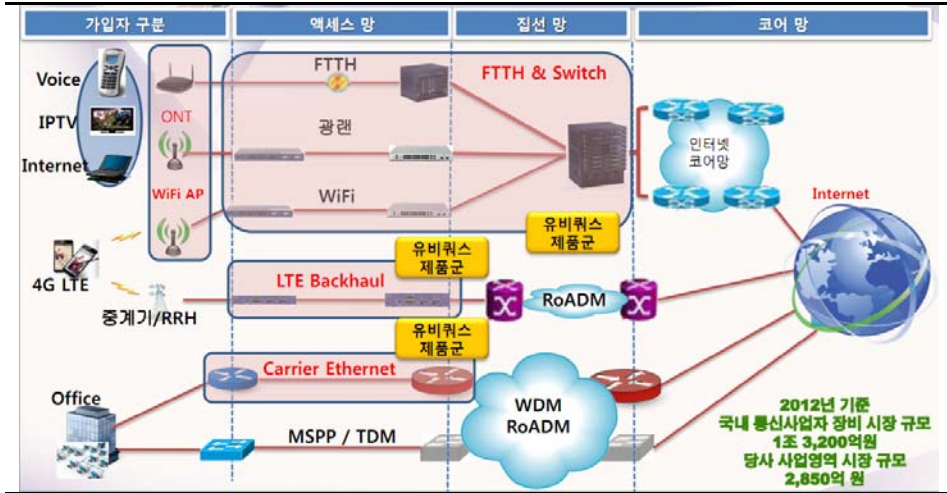 가입자 구분
액세스 망
집선 망
코어 망
Voice
IPTV
Internet
ONT
WiFi AP
FTTH
광랜
WiFi
FTTH & Switch
유비쿼스
제품군
인터넷
코어망
Internet
4G LTE
중계기/RRH
LTE Backhaul
유비쿼스
제품군
RoADM
Office
Carrier Ethernet
유비쿼스
제품군
MSPP / TDM
WDM
RoADM
2012년 기준
국내 통신사업자 장비 시장 규모
1조 3,200억원
당사 사업영역 시장 규모
2,850억 원